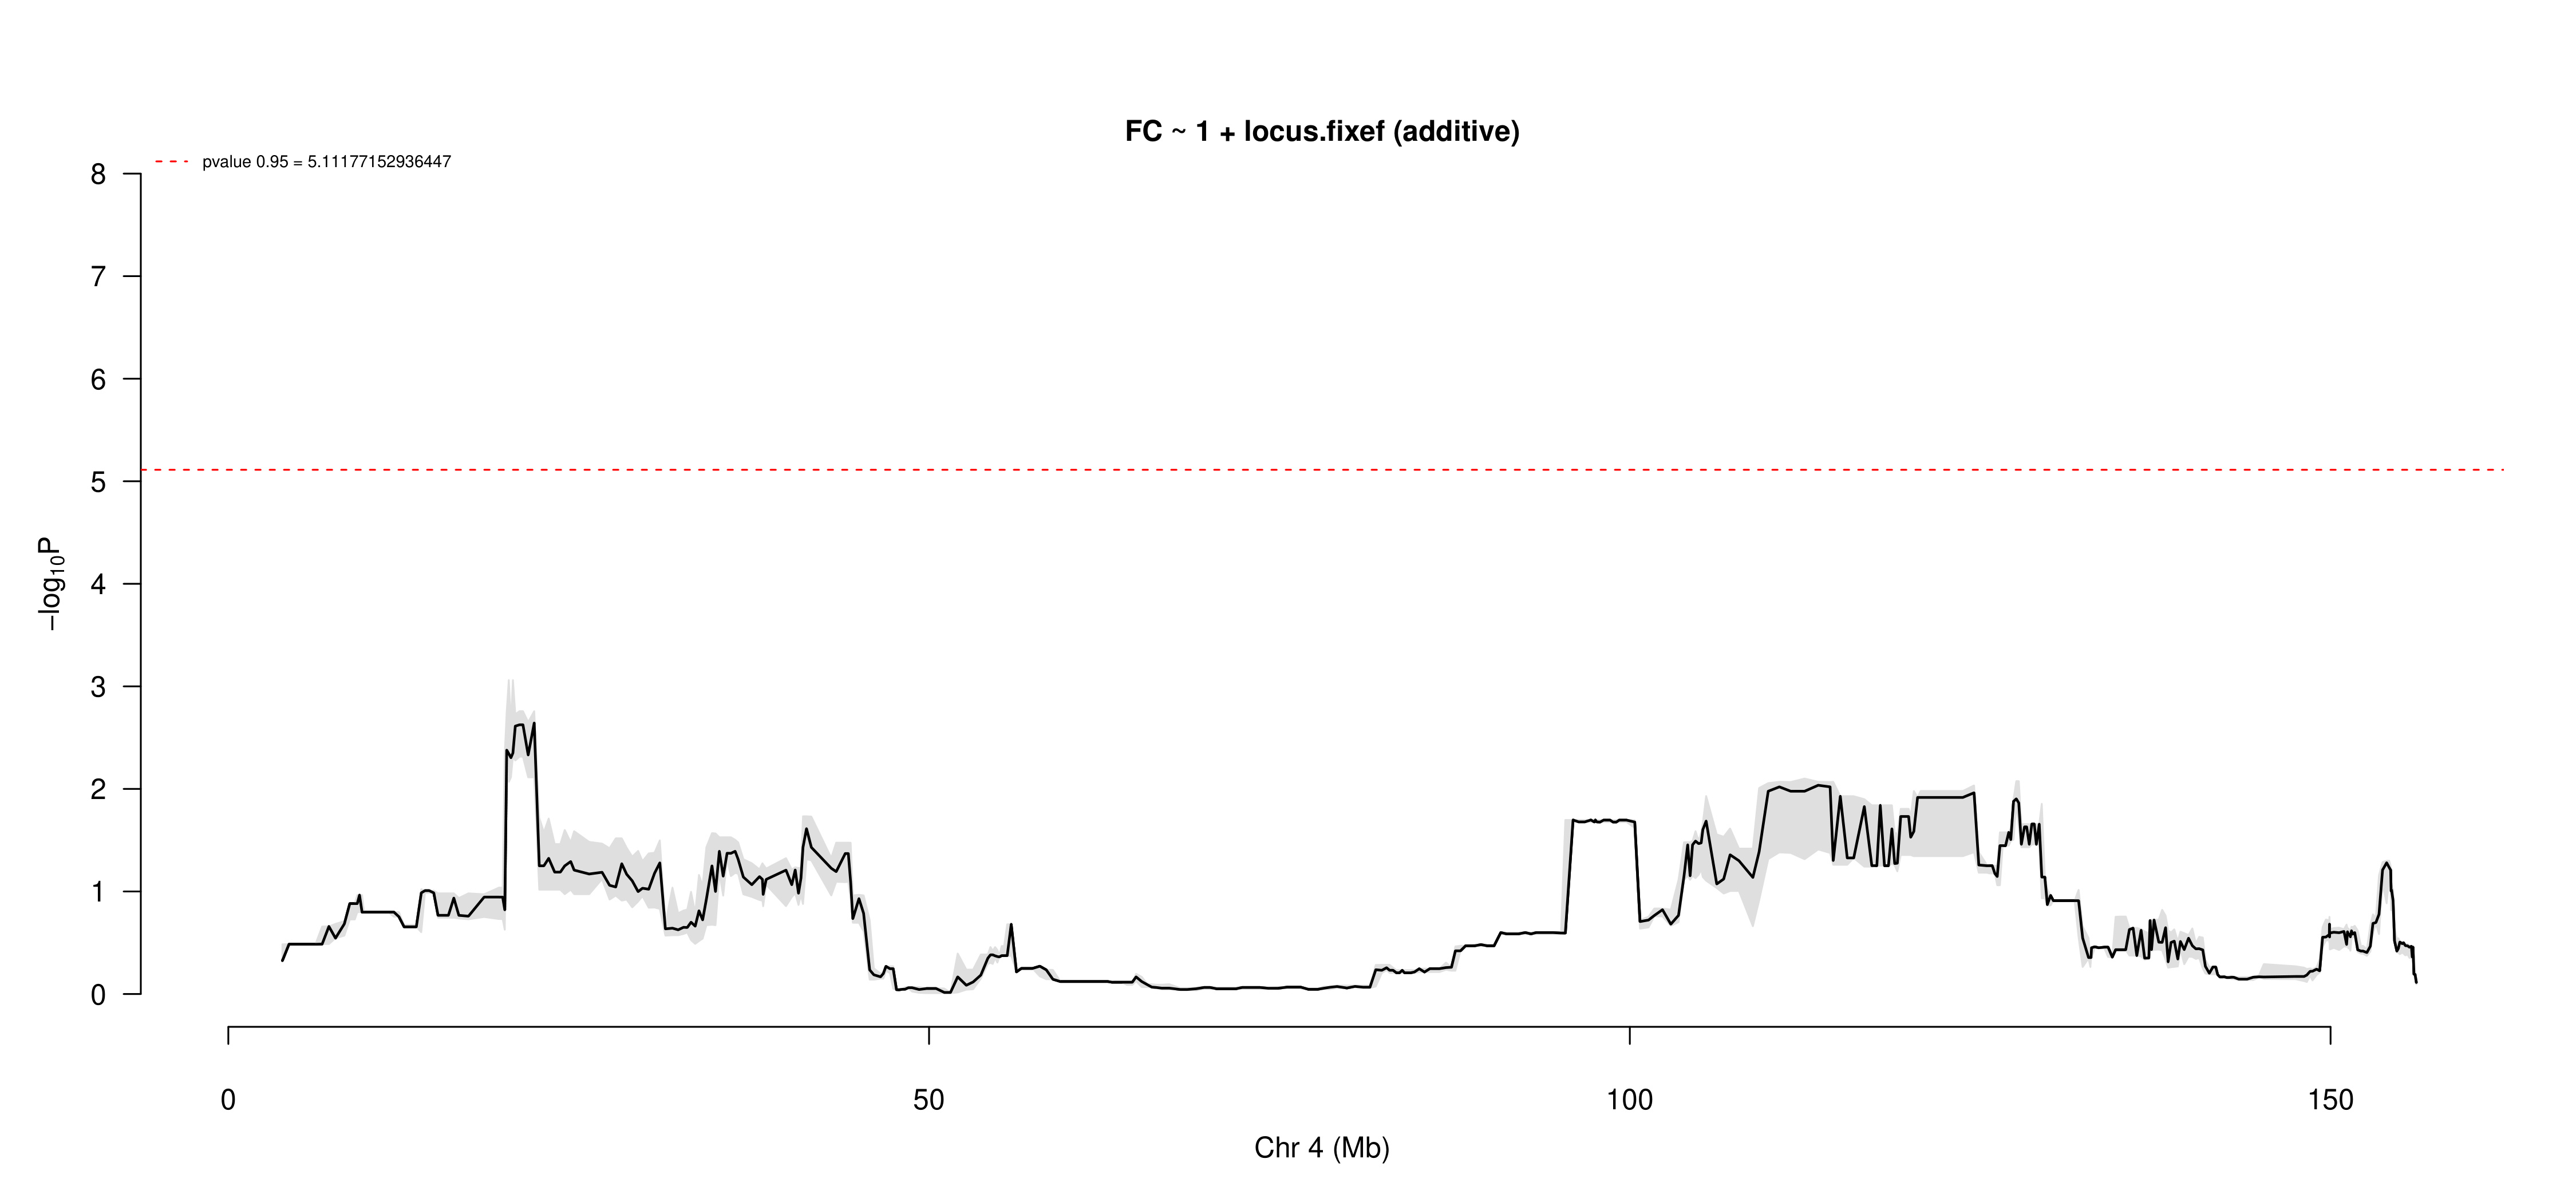 FC ~ 1 + locus.fixef (additive)
pvalue 0.95 = 5.11177152936447
8
7
6
5
4
3
2
1
0
−log10P
0 50 100 150
Chr 4 (Mb)